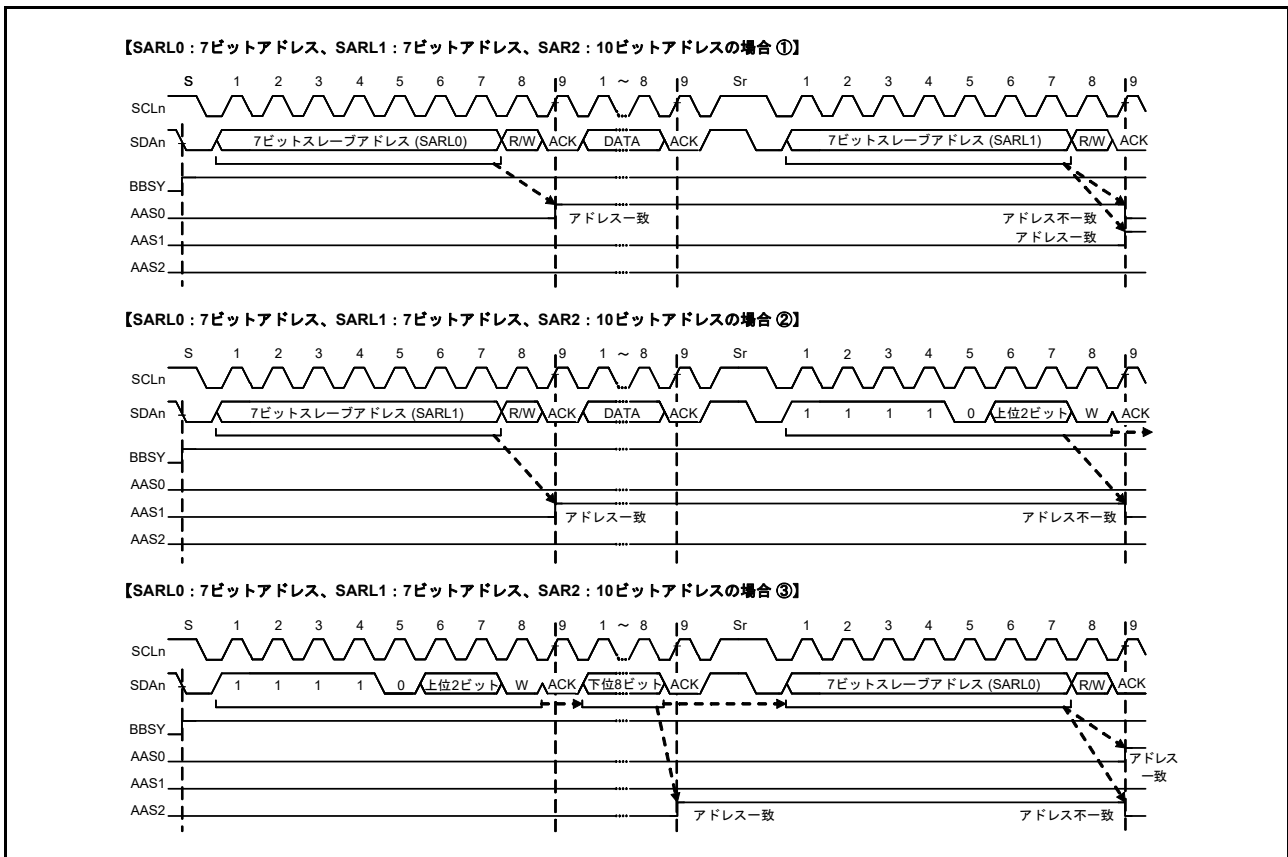 【SARL0：7ビットアドレス、SARL1：7ビットアドレス、SAR2：10ビットアドレスの場合 ①】
S 1 2 3 4 5 6 7 8 9 1 ～ 8 9 Sr 1 2 3 4 5 6 7 8 9
SCLn
SDAn 7ビットスレーブアドレス (SARL0) R/W ACK DATA ACK 7ビットスレーブアドレス (SARL1) R/W ACK
BBSY
AAS0 アドレス一致 アドレス不一致
AAS1 アドレス一致
AAS2
【SARL0：7ビットアドレス、SARL1：7ビットアドレス、SAR2：10ビットアドレスの場合 ②】
S 1 2 3 4 5 6 7 8 9 1 ～ 8 9 Sr 1 2 3 4 5 6 7 8 9
SCLn
SDAn 7ビットスレーブアドレス (SARL1) R/W ACK DATA ACK 1 1 1 1 0 上位2ビット W ACK
BBSY
AAS0
AAS1 アドレス一致 アドレス不一致
AAS2
【SARL0：7ビットアドレス、SARL1：7ビットアドレス、SAR2：10ビットアドレスの場合 ③】
S 1 2 3 4 5 6 7 8 9 1 ～ 8 9 Sr 1 2 3 4 5 6 7 8 9
SCLn
SDAn 1 1 1 1 0 上位2ビット W ACK 下位8ビット ACK 7ビットスレーブアドレス (SARL0) R/W ACK
BBSY
AAS0 アドレス
一致
AAS1
AAS2 アドレス一致 アドレス不一致